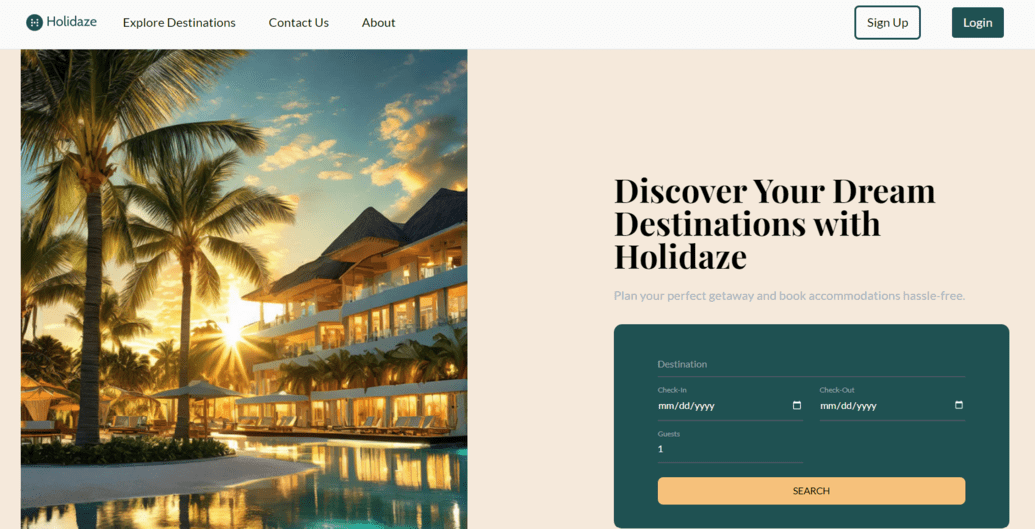 Holidaze
Explore Destinations
Contact Us
About
Sign Up
Login
Discover Your Dream
Destinations with
Holidaze
Plan your perfect getaway and book accommodations hassle-free.
Destination
Check-In
Check-Out
mm/dd/yyyy
mm/dd/yyyy
Guests
1
SEARCH